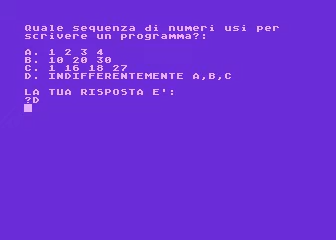 Quale sequenza di numeri usi per
scrivere un programma?:
A. 1 2 3 4
B. 10 20 30
C. 1 16 18 27
D. INDIFFERENTEMENTE A,B,C
LA TUA RISPOSTA E':
?D